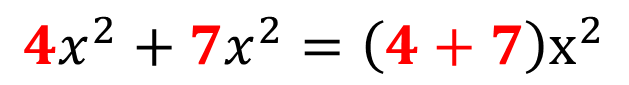 4x² + 7x² = (4 + 7)x²